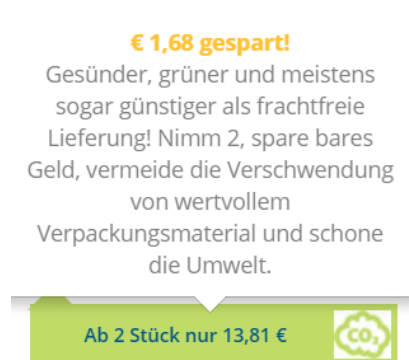 € 1,68 gespart!
Gesünder, grüner und meistens
sogar günstiger als frachtfreie
Lieferung! Nimm 2, spare bares
Geld, vermeide die Verschwendung
von wertvollem
Verpackungsmaterial und schone
die Umwelt.
Ab 2 Stück nur 13,81 €
CO₂